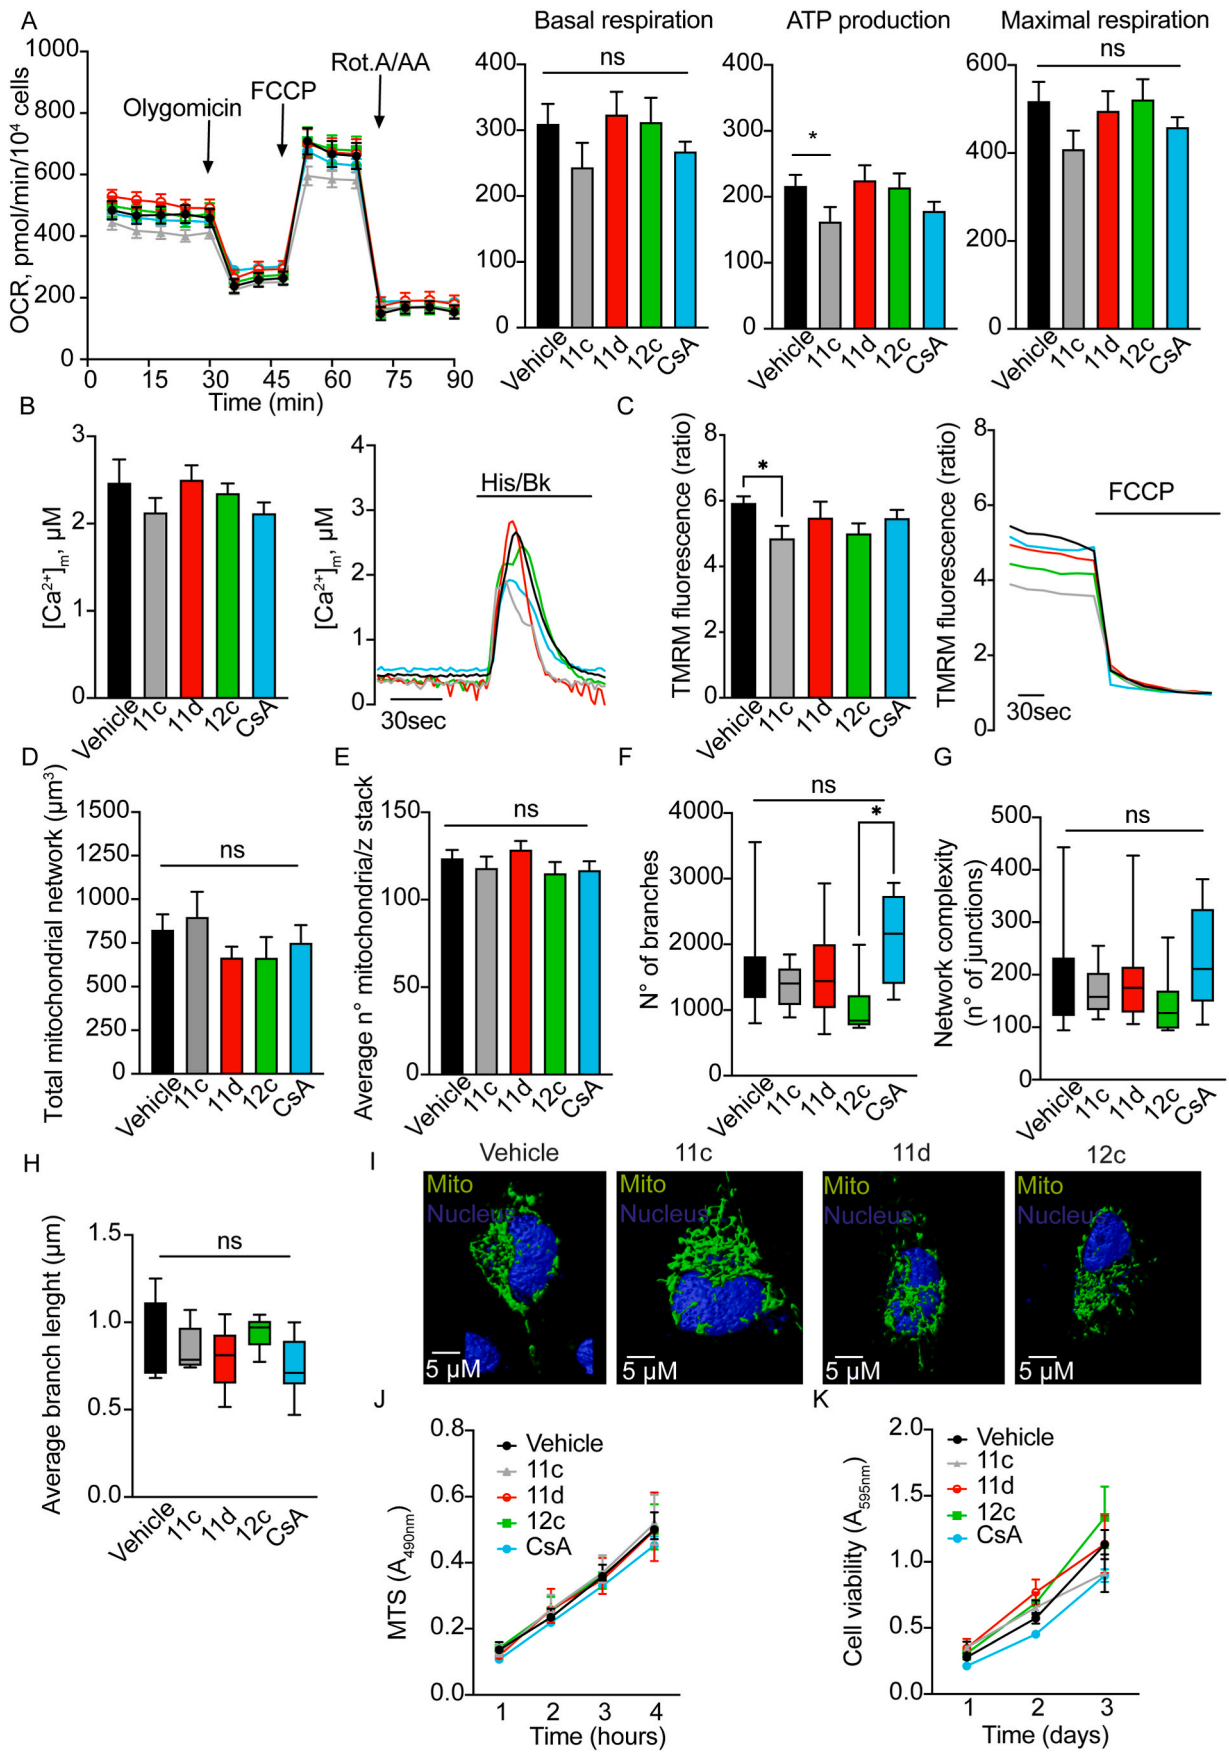 A
Basal respiration
ATP production
Maximal respiration
OCR, pmol/min/10⁴ cells
1000
800
600
400
200
0
Olygomicin
FCCP
Rot.A/AA
0 15 30 45 60 75 90
Time (min)
400
300
200
100
0
ns
Vehicle 11c 11d 12c CsA
400
300
200
100
0
*
Vehicle 11c 11d 12c CsA
600
400
200
0
ns
Vehicle 11c 11d 12c CsA
B
[Ca²⁺]m, µM
3
2
1
0
Vehicle 11c 11d 12c CsA
[Ca²⁺]m, µM
4
3
2
1
0
His/Bk
30sec
C
TMRM fluorescence (ratio)
8
6
4
2
0
*
Vehicle 11c 11d 12c CsA
TMRM fluorescence (ratio)
8
6
4
2
0
FCCP
30sec
D
Total mitochondrial network (µm³)
1500
1250
1000
750
500
250
0
ns
Vehicle 11c 11d 12c CsA
E
Average n° mitochondria/z stack
150
100
50
0
ns
Vehicle 11c 11d 12c CsA
F
N° of branches
4000
3000
2000
1000
0
ns
*
Vehicle 11c 11d 12c CsA
G
Network complexity
(n° of junctions)
500
400
300
200
100
0
ns
Vehicle 11c 11d 12c CsA
H
Average branch lenght (µm)
1.5
1.0
0.5
0.0
ns
Vehicle 11c 11d 12c CsA
I
Vehicle
11c
11d
12c
Mito
Nucleus
5 µM
Mito
Nucleus
5 µM
Mito
Nucleus
5 µM
Mito
Nucleus
5 µM
J
MTS (A490nm)
0.8
0.6
0.4
0.2
0.0
Vehicle
11c
11d
12c
CsA
1 2 3 4
Time (hours)
K
Cell viability (A595nm)
2.0
1.5
1.0
0.5
0.0
Vehicle
11c
11d
12c
CsA
1 2 3
Time (days)